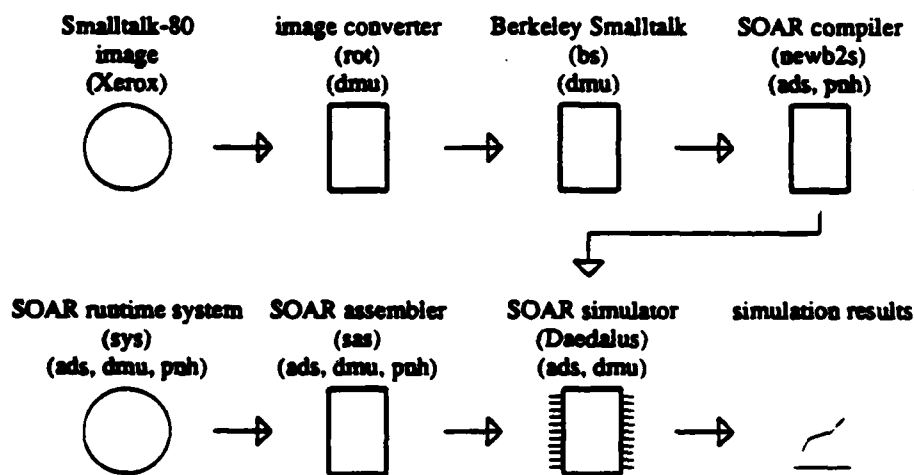 Smalltalk-80
image
(Xerox)
image converter
(rot)
(dmu)
Berkeley Smalltalk
(bs)
(dmu)
SOAR compiler
(newb2s)
(ads, pnh)
SOAR runtime system
(sys)
(ads, dmu, pnh)
SOAR assembler
(sas)
(ads, dmu, pnh)
SOAR simulator
(Daedalus)
(ads, dmu)
simulation results